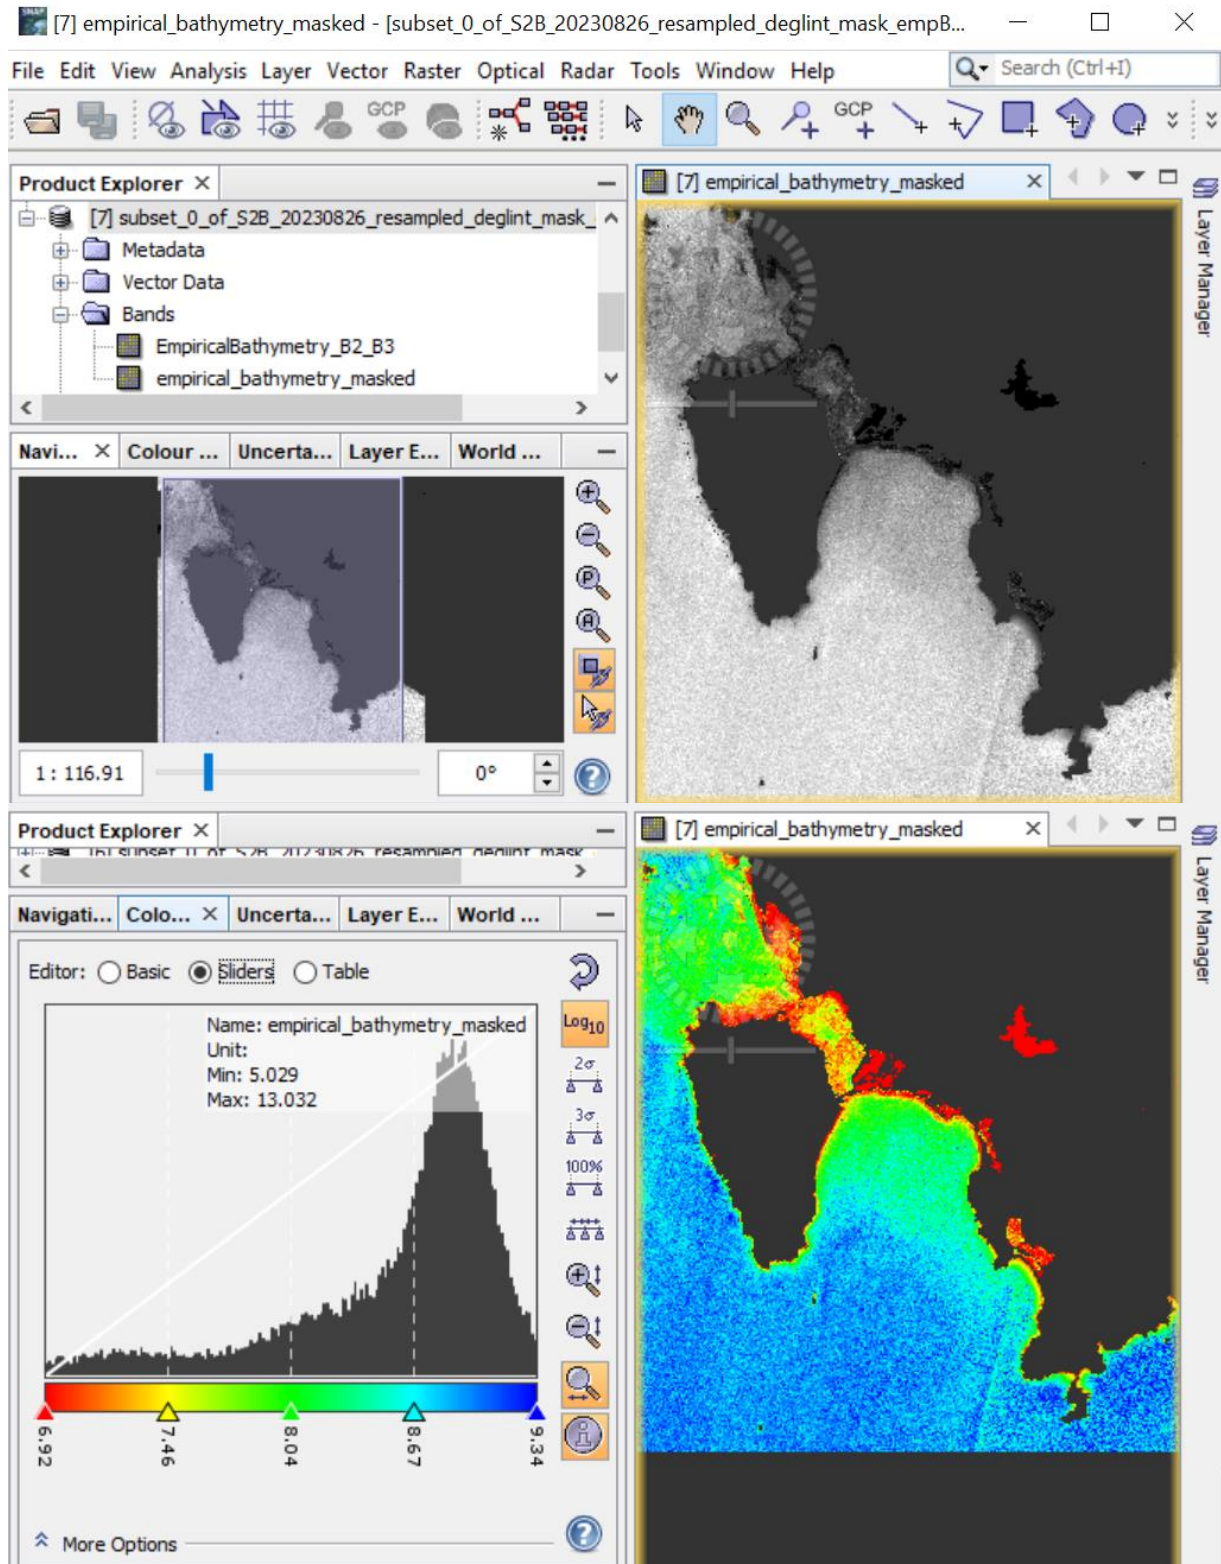 SNAP
[7] empirical_bathymetry_masked - [subset_0_of_S2B_20230826_resampled_deglint_mask_empB...
File Edit View Analysis Layer Vector Raster Optical Radar Tools Window Help
Search (Ctrl+I)
GCP GCP
Product Explorer
[7] subset_0_of_S2B_20230826_resampled_deglint_mask_
Metadata
Vector Data
Bands
EmpiricalBathymetry_B2_B3
empirical_bathymetry_masked
Navi... Colour ... Uncerta... Layer E... World ...
P
A
1 : 116.91
0°
[7] empirical_bathymetry_masked
Layer Manager
Product Explorer
[6] subset_0_of_S2B_20230826_resampled_deglint_mask_
Navigati... Colo... Uncerta... Layer E... World ...
Editor: Basic Sliders Table
Name: empirical_bathymetry_masked
Unit:
Min: 5.029
Max: 13.032
Log10
2σ
3σ
100%
6.92 7.46 8.04 8.67 9.34
More Options
[7] empirical_bathymetry_masked
Layer Manager